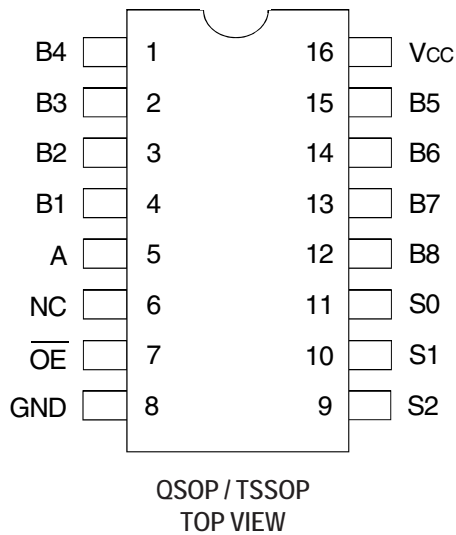 B4 1 16 VCC
B3 2 15 B5
B2 3 14 B6
B1 4 13 B7
A 5 12 B8
NC 6 11 S0
O̅E̅ 7 10 S1
GND 8 9 S2
QSOP / TSSOP
TOP VIEW